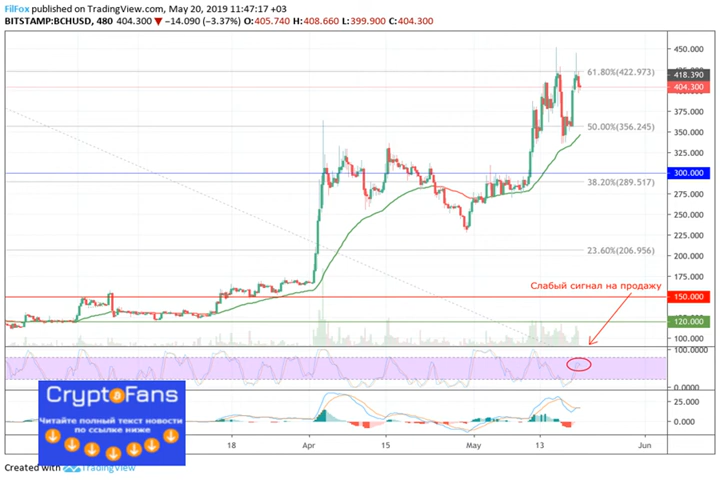 FilFox published on TradingView.com, May 20, 2019 11:47:17 +03
BITSTAMP:BCHUSD, 480 404.300 ▼ −14.090 (−3.37%) O: 405.740 H: 408.660 L: 399.900 C: 404.300
450.000
61.80%(422.973)
418.390
404.300
375.000
50.00%(356.245)
350.000
325.000
300.000
38.20%(289.517)
275.000
250.000
225.000
23.60%(206.956)
200.000
175.000
Слабый сигнал на продажу
150.000
120.000
100.000
100.0000
0.0000
CryptoFans
Читайте полный текст новости
по ссылке ниже
25.000
0.000
18
Apr
15
May
13
Jun
Created with TradingView